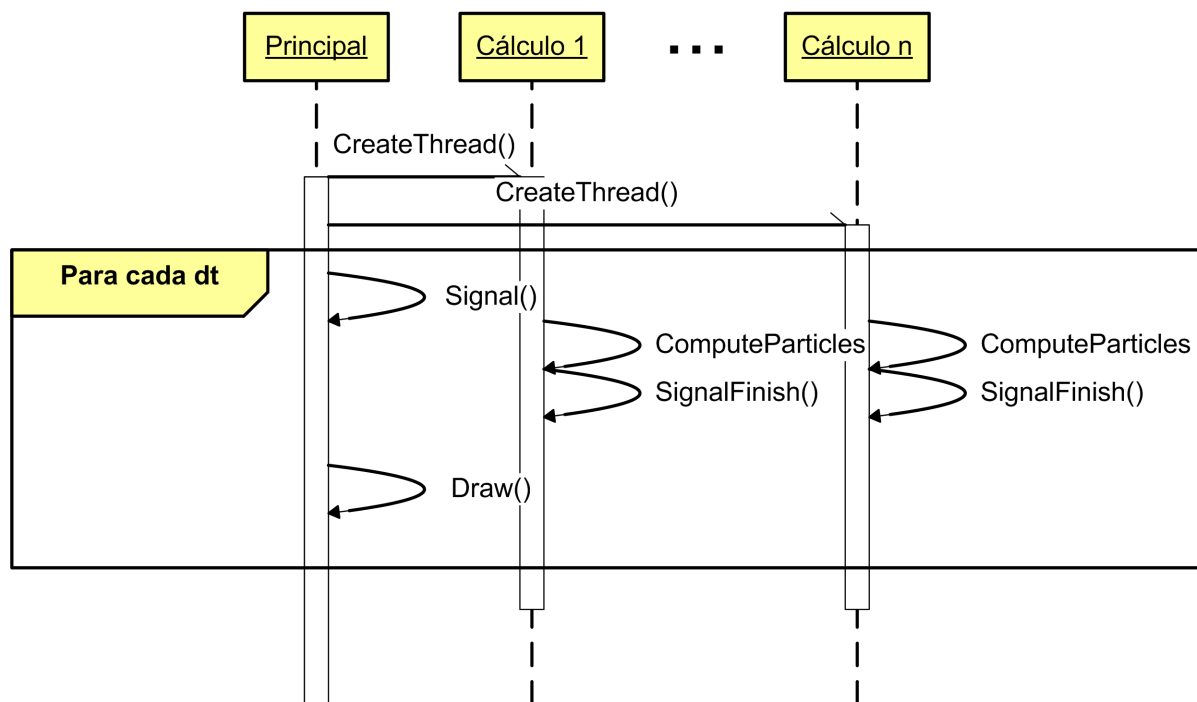 Principal
Cálculo 1
...
Cálculo n
CreateThread()
CreateThread()
Para cada dt
Signal()
ComputeParticles
ComputeParticles
SignalFinish()
SignalFinish()
Draw()